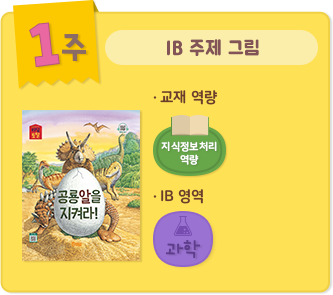 1주
IB 주제 그림
· 교재 역량
지식정보처리
역량
공룡알을
지켜라!
· IB 영역
과학